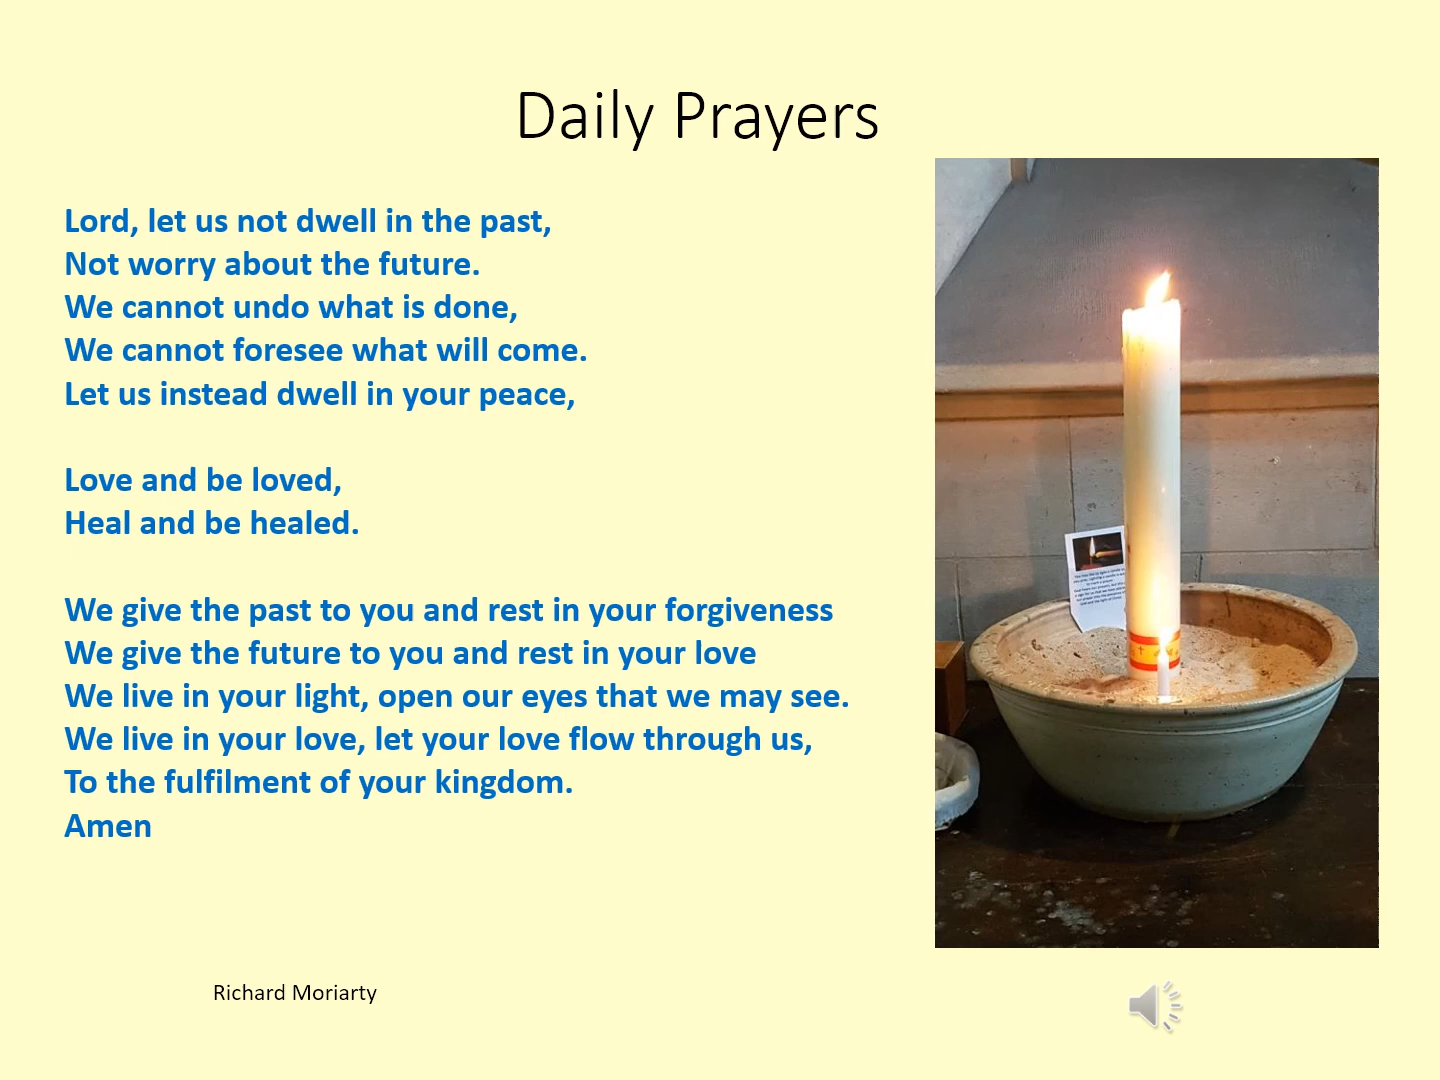 Daily Prayers
Lord, let us not dwell in the past,
Not worry about the future.
We cannot undo what is done,
We cannot foresee what will come.
Let us instead dwell in your peace,
Love and be loved,
Heal and be healed.
We give the past to you and rest in your forgiveness
We give the future to you and rest in your love
We live in your light, open our eyes that we may see.
We live in your love, let your love flow through us,
To the fulfilment of your kingdom.
Amen
Richard Moriarty